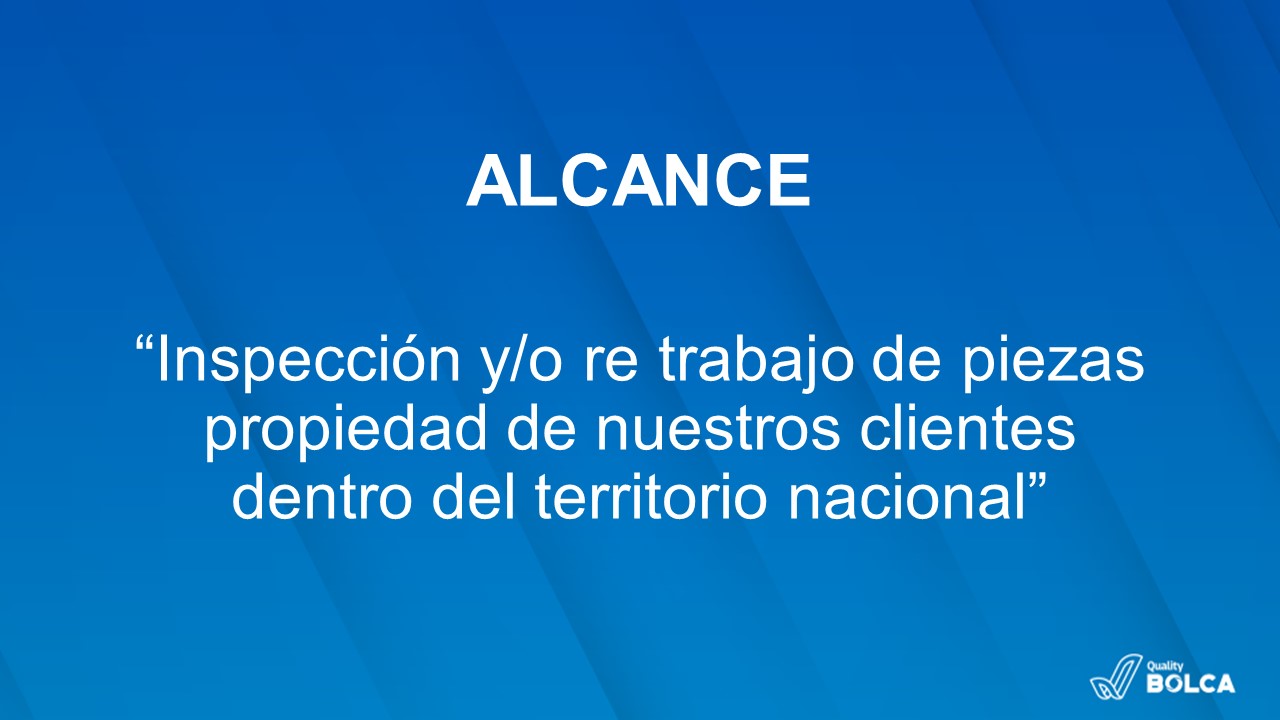 ALCANCE
“Inspección y/o re trabajo de piezas
propiedad de nuestros clientes
dentro del territorio nacional”
Quality
BOLCA